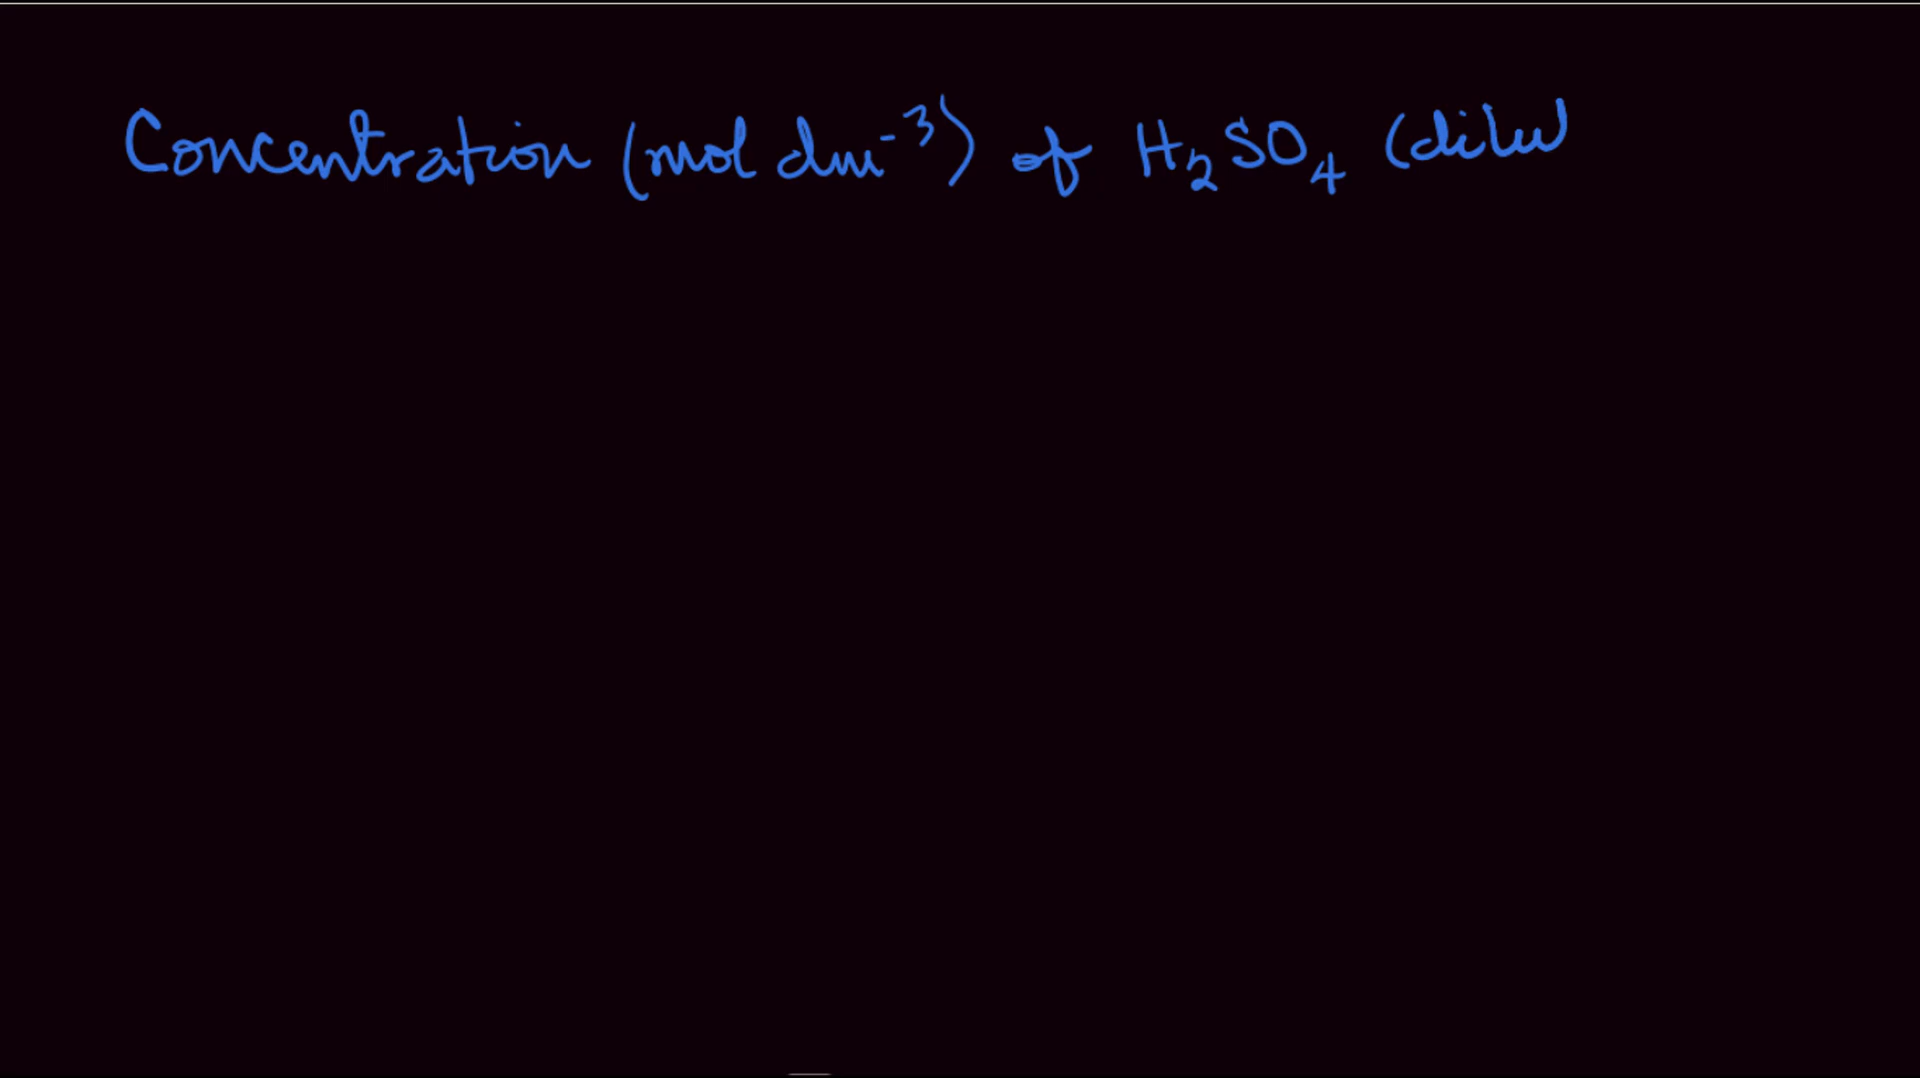 Concentration (mol dm⁻³) of H₂SO₄ (dilu